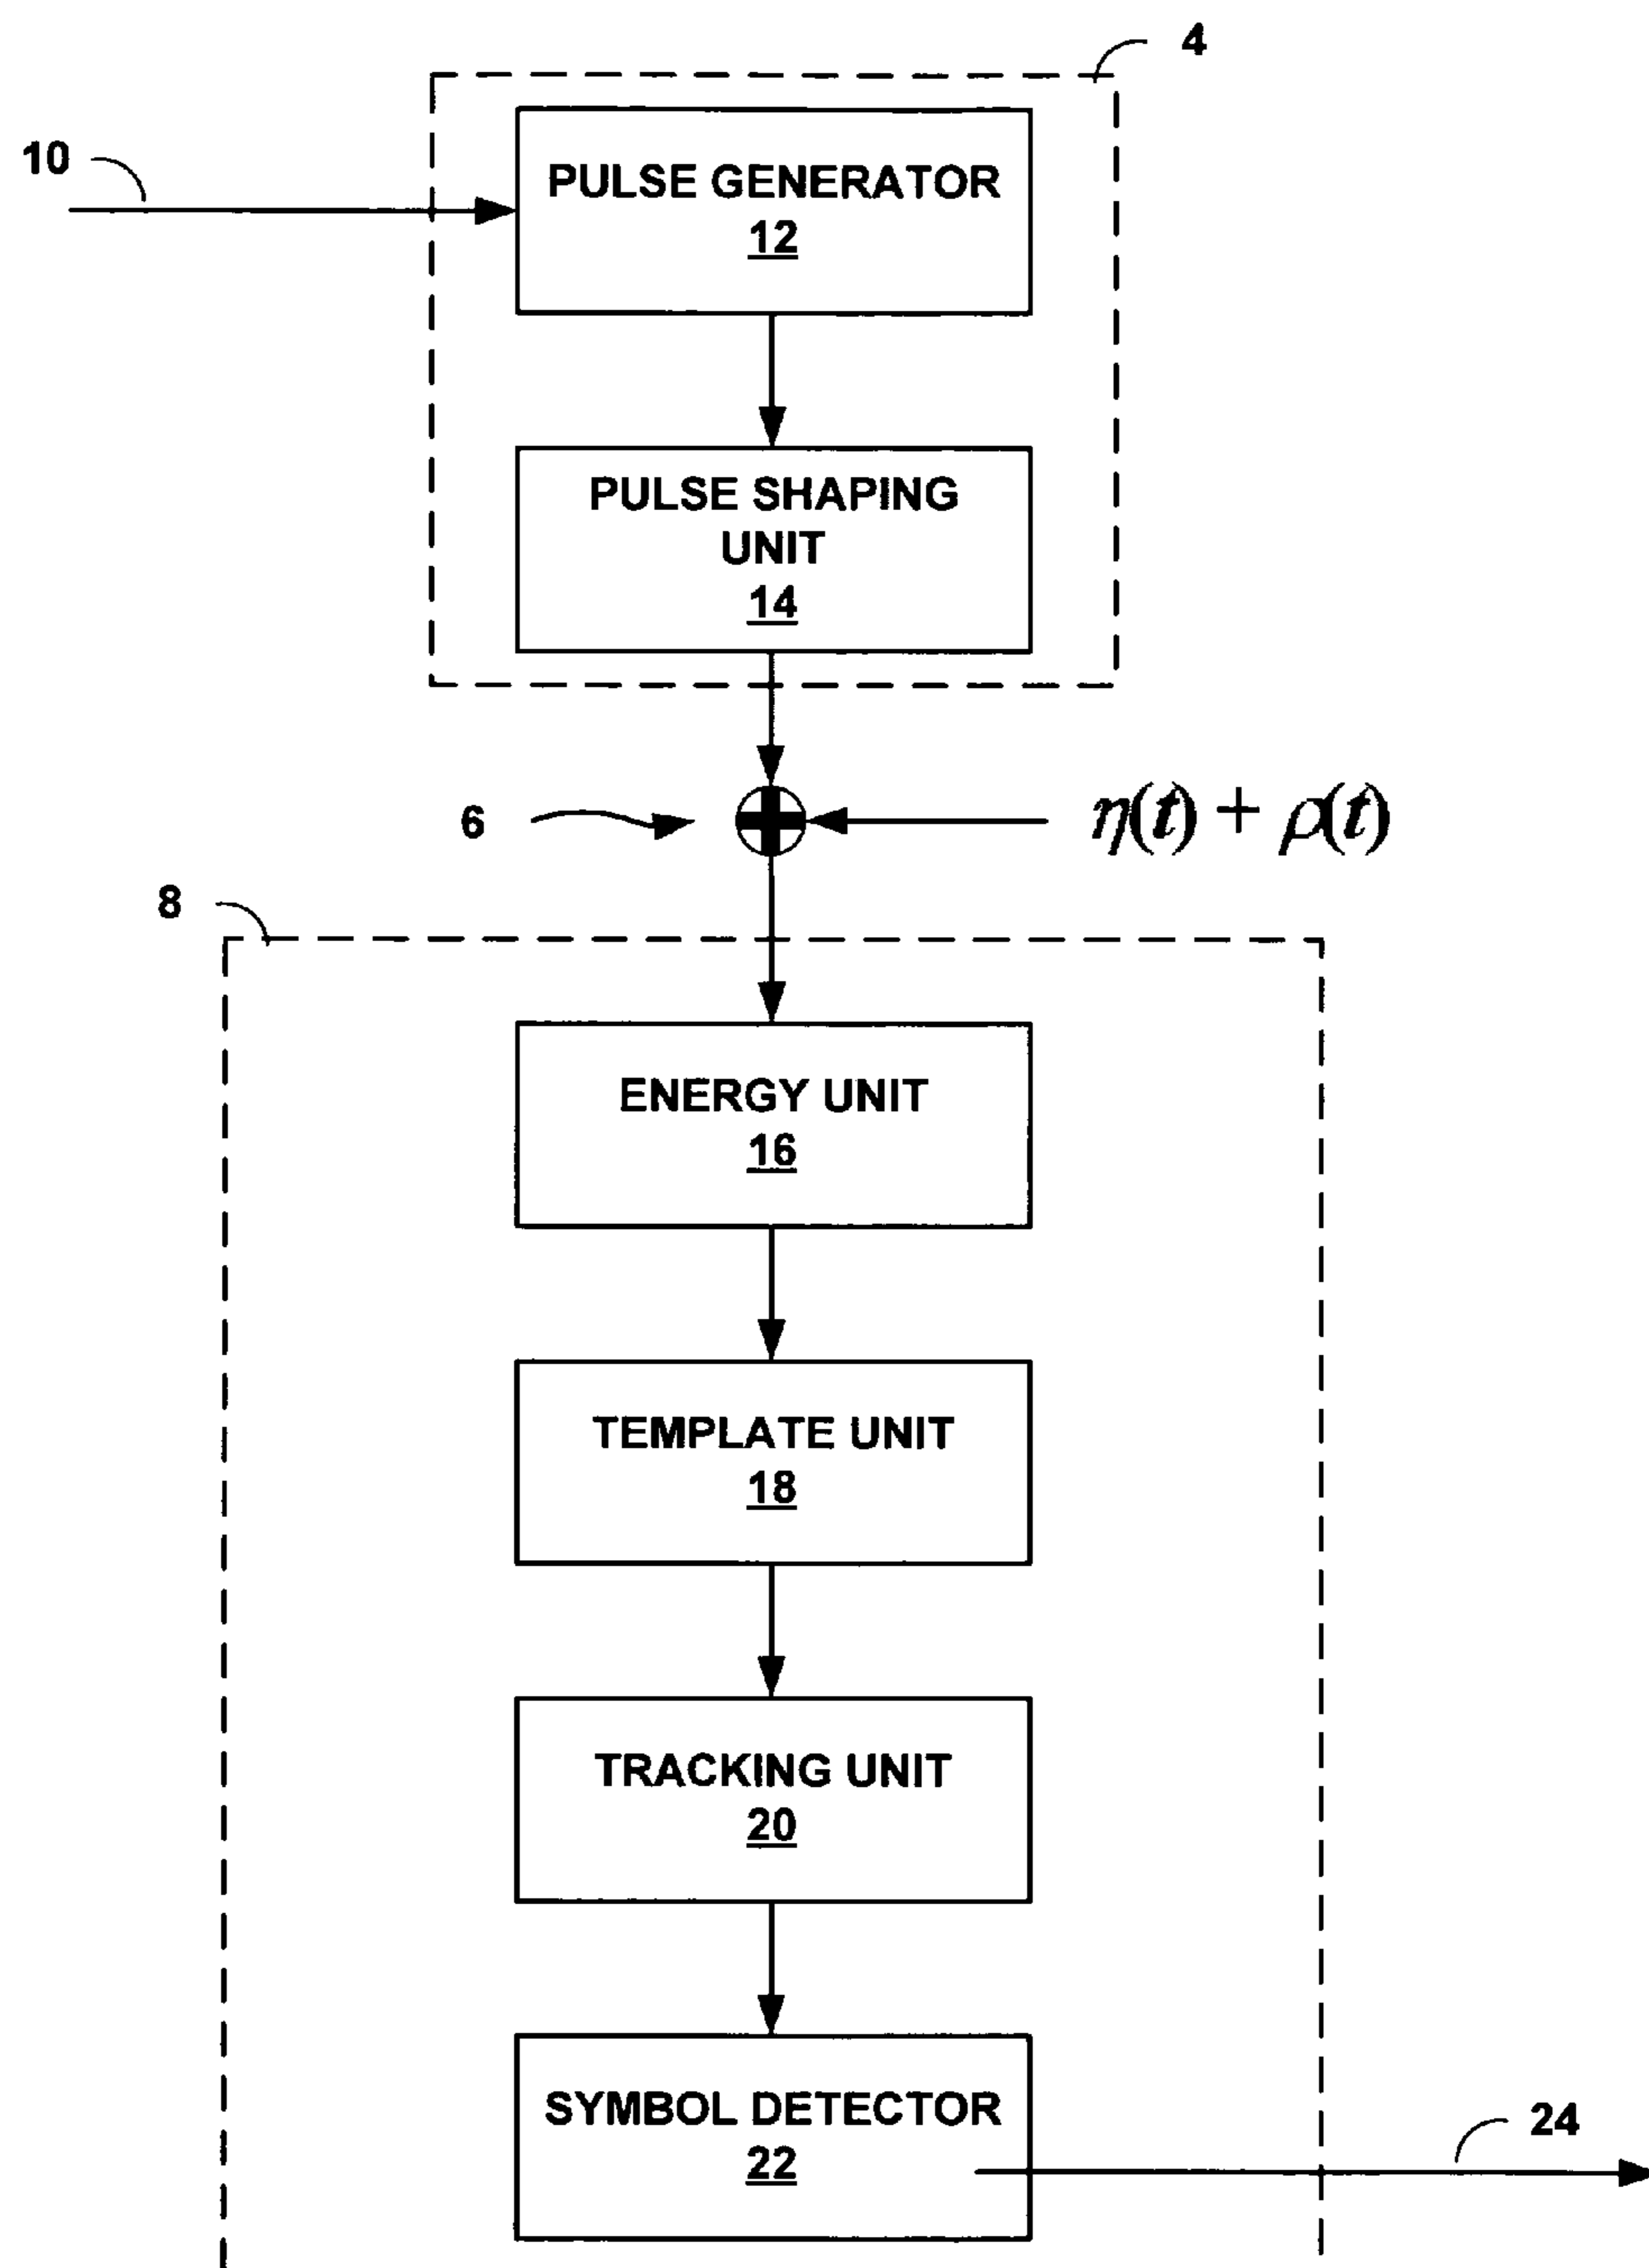 4
10
PULSE GENERATOR
12
PULSE SHAPING
UNIT
14
6
η(t) + ρ(t)
8
ENERGY UNIT
16
TEMPLATE UNIT
18
TRACKING UNIT
20
SYMBOL DETECTOR
22
24